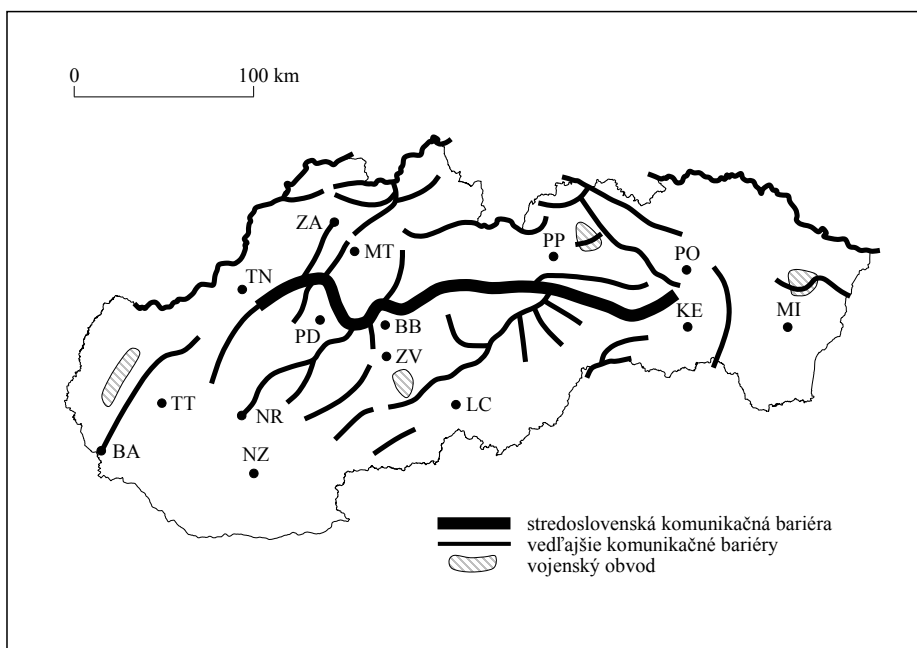 0 100 km
ZA
MT
PP
PO
TN
PD
BB
KE
MI
ZV
TT
NR
LC
BA
NZ
stredoslovenská komunikačná bariéra
vedľajšie komunikačné bariéry
vojenský obvod